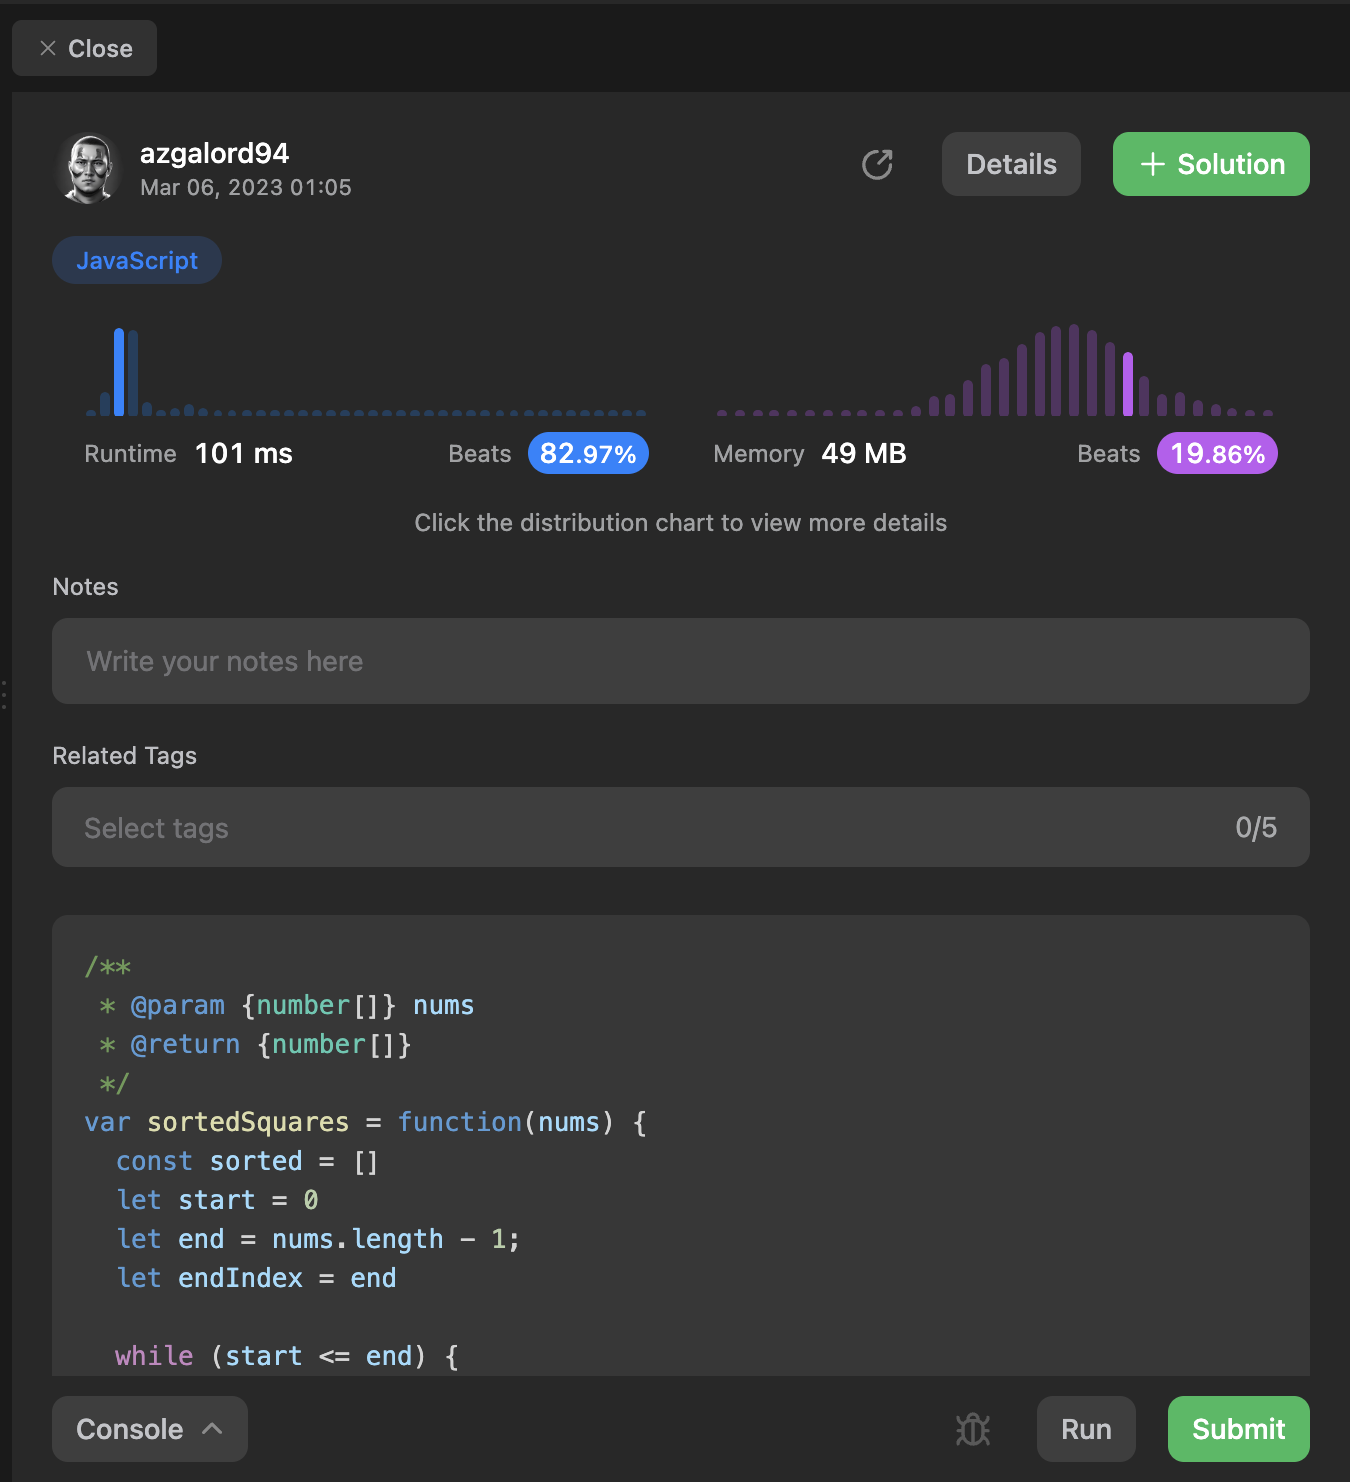 Close
azgalord94
Mar 06, 2023 01:05
Details
+ Solution
JavaScript
Runtime 101 ms Beats 82.97%
Memory 49 MB Beats 19.86%
Click the distribution chart to view more details
Notes
Write your notes here
Related Tags
Select tags 0/5
/**
 * @param {number[]} nums
 * @return {number[]}
 */
var sortedSquares = function(nums) {
  const sorted = []
  let start = 0
  let end = nums.length - 1;
  let endIndex = end

  while (start <= end) {
Console
Run
Submit